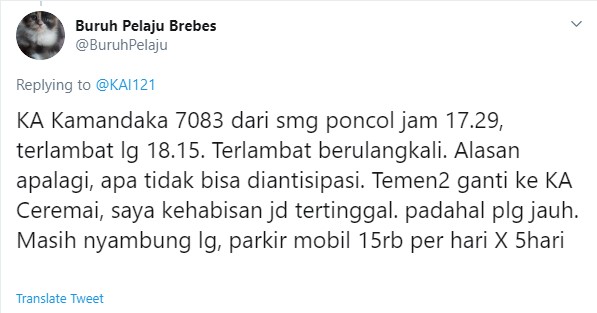 Buruh Pelaju Brebes
@BuruhPelaju
Replying to @KAI121
KA Kamandaka 7083 dari smg poncol jam 17.29,
terlambat lg 18.15. Terlambat berulangkali. Alasan
apalagi, apa tidak bisa diantisipasi. Temen2 ganti ke KA
Ceremai, saya kehabisan jd tertinggal. padahal plg jauh.
Masih nyambung lg, parkir mobil 15rb per hari X 5hari
Translate Tweet